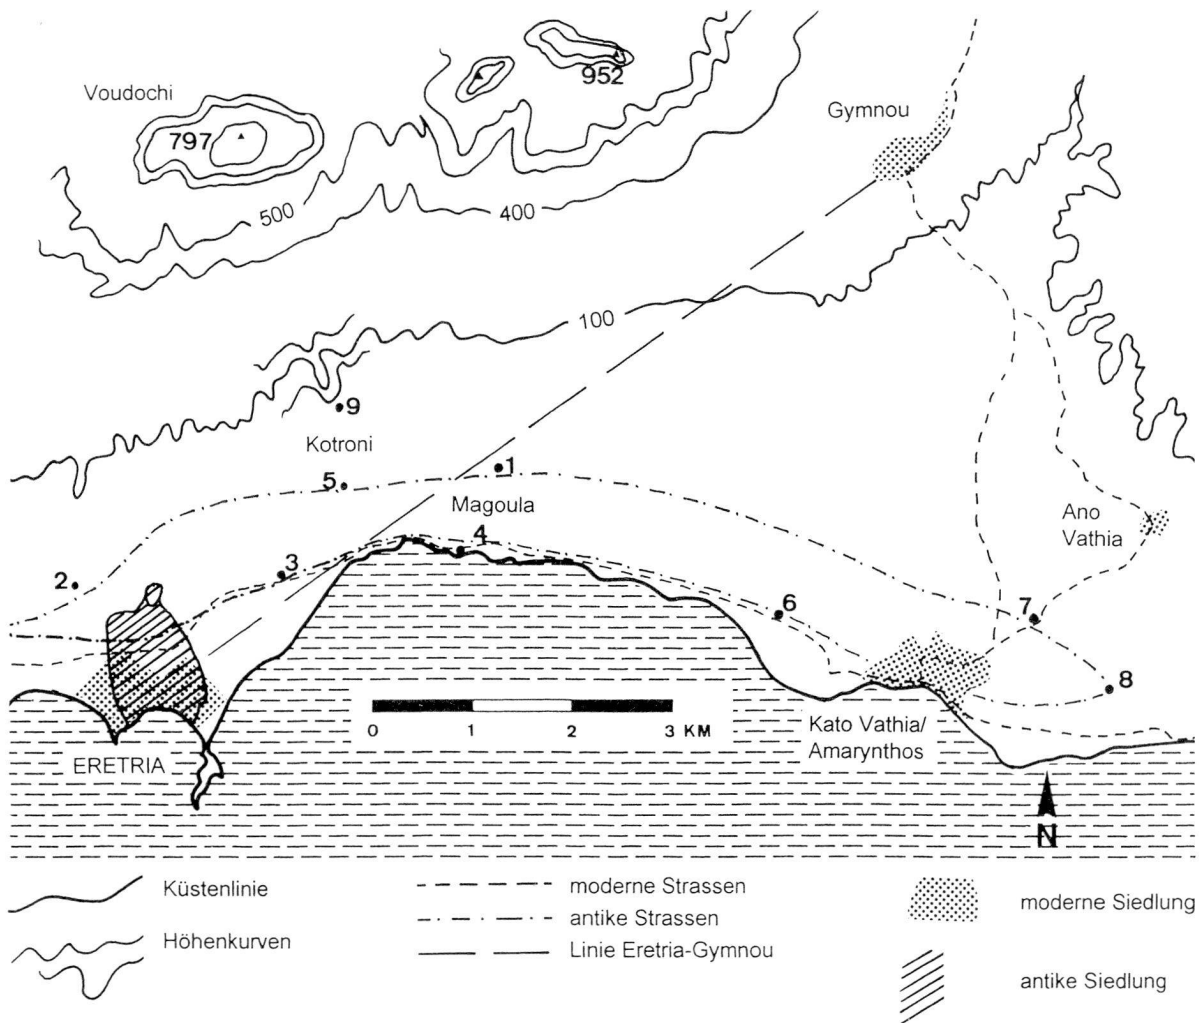 952
Voudochi
797
Gymnou
500
400
100
9
Kotroni
1
5
Magoula
Ano
Vathia
4
3
2
6
7
8
0 1 2 3 KM
Kato Vathia/
Amarynthos
ERETRIA
N
Küstenlinie
Höhenkurven
moderne Strassen
antike Strassen
Linie Eretria-Gymnou
moderne Siedlung
antike Siedlung